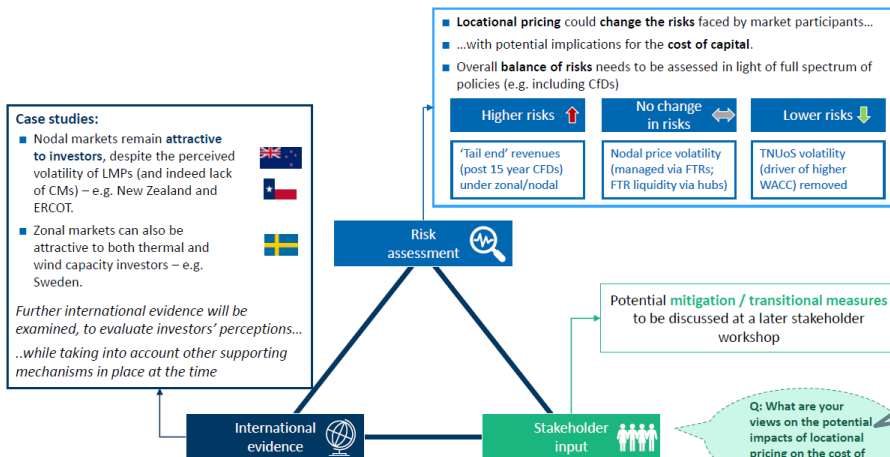 ■ Locational pricing could change the risks faced by market participants…
■ …with potential implications for the cost of capital.
■ Overall balance of risks needs to be assessed in light of full spectrum of
policies (e.g. including CfDs)
Higher risks
No change
in risks
Lower risks
'Tail end' revenues
(post 15 year CFDs)
under zonal/nodal
Nodal price volatility
(managed via FTRs;
FTR liquidity via hubs)
TNUoS volatility
(driver of higher
WACC) removed
Case studies:
■ Nodal markets remain attractive
to investors, despite the perceived
volatility of LMPs (and indeed lack
of CMs) – e.g. New Zealand and
ERCOT.
■ Zonal markets can also be
attractive to both thermal and
wind capacity investors – e.g.
Sweden.
Further international evidence will be
examined, to evaluate investors' perceptions…
..while taking into account other supporting
mechanisms in place at the time
Risk
assessment
Potential mitigation / transitional measures
to be discussed at a later stakeholder
workshop
International
evidence
Stakeholder
input
Q: What are your
views on the potential
impacts of locational
pricing on the cost of